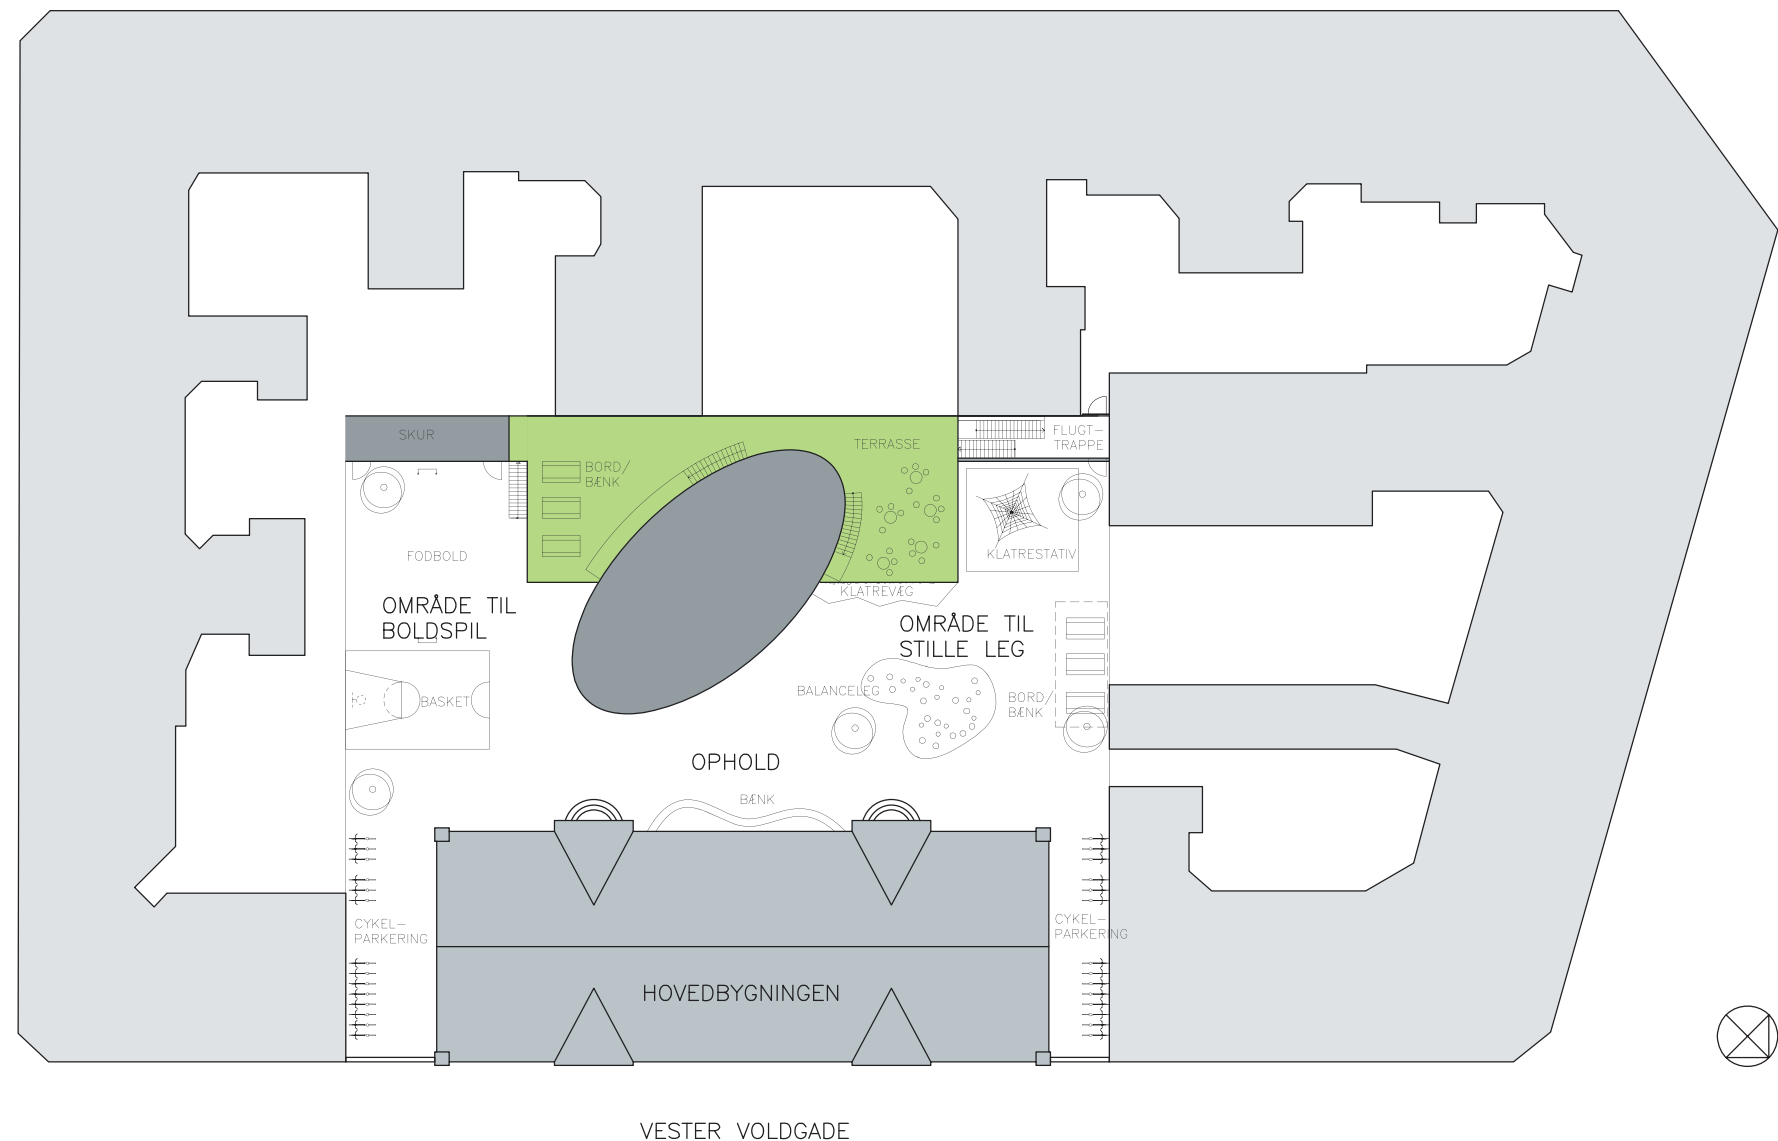 SKUR
TERRASSE
FLUGT-
TRAPPE
BORD/
BÆNK
FODBOLD
KLATRESTATIV
KLATREVÆG
OMRÅDE TIL
BOLDSPIL
OMRÅDE TIL
STILLE LEG
BASKET
BALANCELEG
BORD/
BÆNK
OPHOLD
BÆNK
CYKEL-
PARKERING
CYKEL-
PARKERING
HOVEDBYGNINGEN
VESTER VOLDGADE